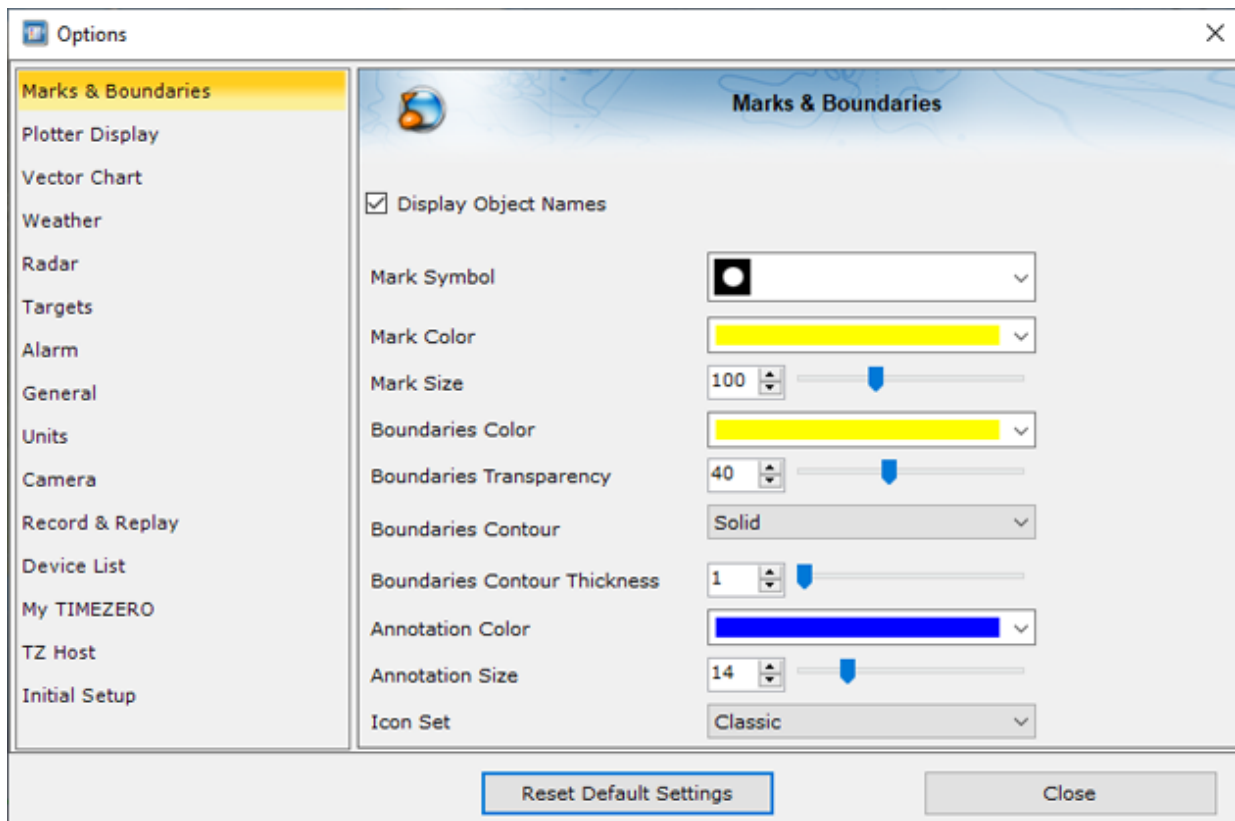 Options
Marks & Boundaries
Plotter Display
Vector Chart
Weather
Radar
Targets
Alarm
General
Units
Camera
Record & Replay
Device List
My TIMEZERO
TZ Host
Initial Setup
Marks & Boundaries
Display Object Names
Mark Symbol
Mark Color
Mark Size 100
Boundaries Color
Boundaries Transparency 40
Boundaries Contour Solid
Boundaries Contour Thickness 1
Annotation Color
Annotation Size 14
Icon Set Classic
Reset Default Settings Close